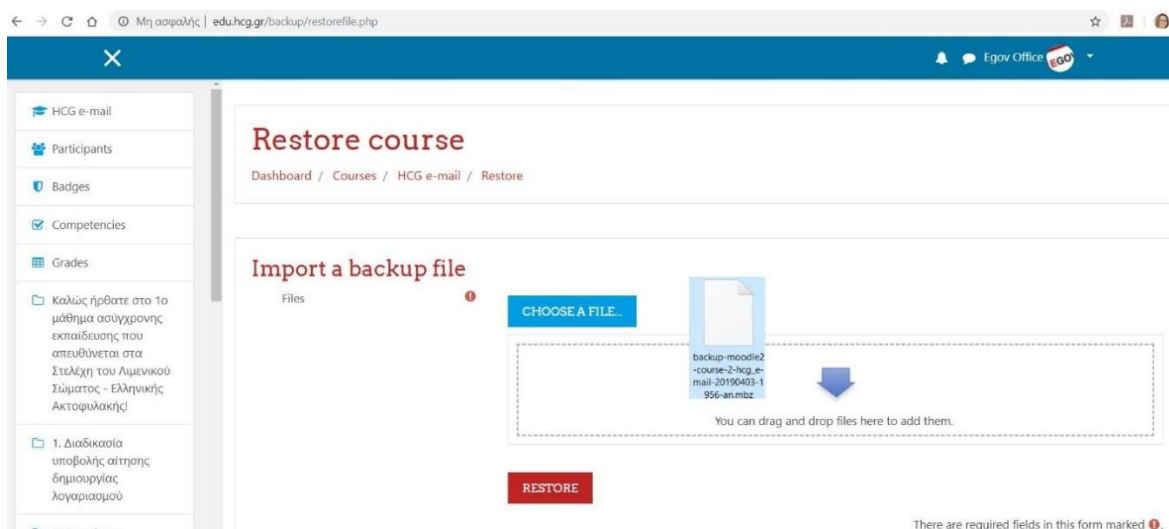 Μη ασφαλής | edu.hcg.gr/backup/restorefile.php
Egov Office EGOV
HCG e-mail
Participants
Badges
Competencies
Grades
Καλώς ήρθατε στο 1ο
μάθημα ασύγχρονης
εκπαίδευσης που
απευθύνεται στα
Στελέχη του Λιμενικού
Σώματος - Ελληνικής
Ακτοφυλακής!
1. Διαδικασία
υποβολής αίτησης
δημιουργίας
λογαριασμού
Restore course
Dashboard / Courses / HCG e-mail / Restore
Import a backup file
Files
CHOOSE A FILE...
backup-moodle2
-course-2-hcg_e-
mail-20190403-1
956-an.mbz
You can drag and drop files here to add them.
RESTORE
There are required fields in this form marked